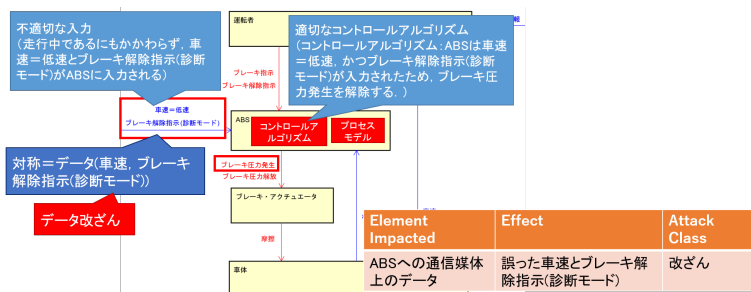 不適切な入力
(走行中であるにもかかわらず，車
速＝低速とブレーキ解除指示(診断
モード)がABSに入力される)
運転者
適切なコントロールアルゴリズム
(コントロールアルゴリズム：ABSは車速
＝低速，かつブレーキ解除指示(診断
モード)が入力されたため，ブレーキ圧
力発生を解除する．)
ブレーキ指示
ブレーキ解除指示
車速＝低速
ブレーキ解除指示(診断モード)
ABS
コントロールア
ルゴリズム
プロセス
モデル
対称＝データ(車速，ブレーキ
解除指示(診断モード))
ブレーキ圧力発生
ブレーキ圧力解放
データ改ざん
ブレーキ・アクチュエータ
摩擦
車体
Element
Impacted
Effect
Attack
Class
ABSへの通信媒体
上のデータ
誤った車速とブレーキ解
除指示(診断モード)
改ざん